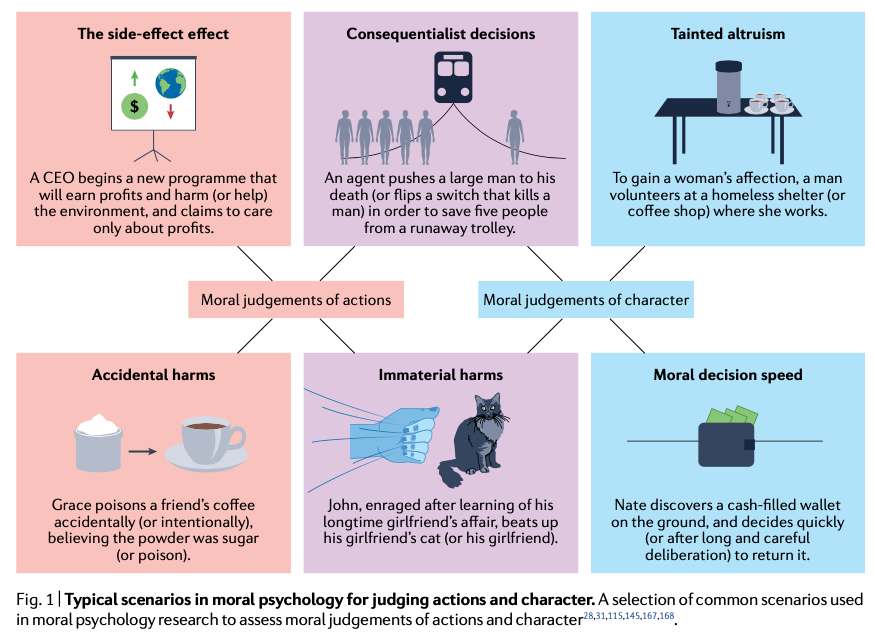 The side-effect effect
$
A CEO begins a new programme that
will earn profits and harm (or help)
the environment, and claims to care
only about profits.
Consequentialist decisions
An agent pushes a large man to his
death (or flips a switch that kills a
man) in order to save five people
from a runaway trolley.
Tainted altruism
To gain a woman's affection, a man
volunteers at a homeless shelter (or
coffee shop) where she works.
Moral judgements of actions
Moral judgements of character
Accidental harms
Grace poisons a friend's coffee
accidentally (or intentionally),
believing the powder was sugar
(or poison).
Immaterial harms
John, enraged after learning of his
longtime girlfriend's affair, beats up
his girlfriend's cat (or his girlfriend).
Moral decision speed
Nate discovers a cash-filled wallet
on the ground, and decides quickly
(or after long and careful
deliberation) to return it.
Fig. 1 | Typical scenarios in moral psychology for judging actions and character. A selection of common scenarios used
in moral psychology research to assess moral judgements of actions and character28,31,115,145,167,168.